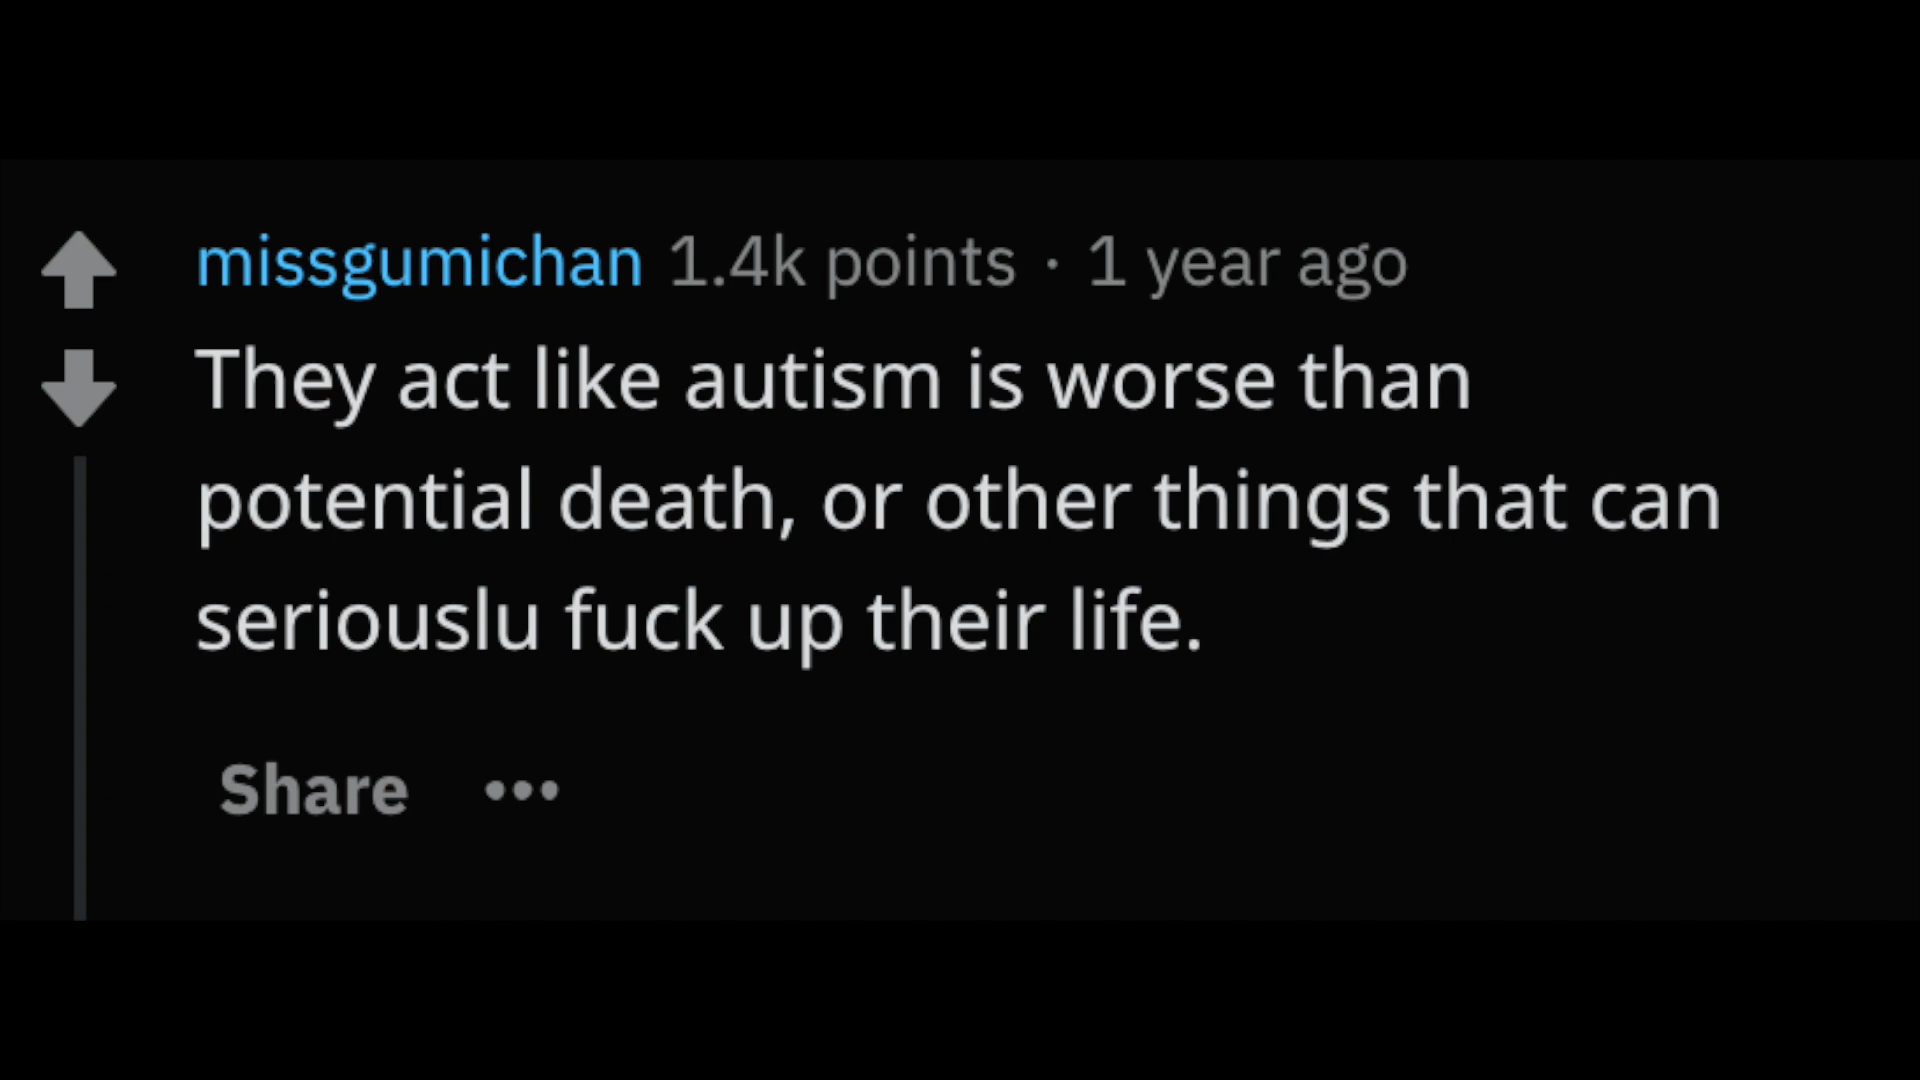 missgumichan 1.4k points · 1 year ago
They act like autism is worse than
potential death, or other things that can
seriouslu fuck up their life.
Share •••